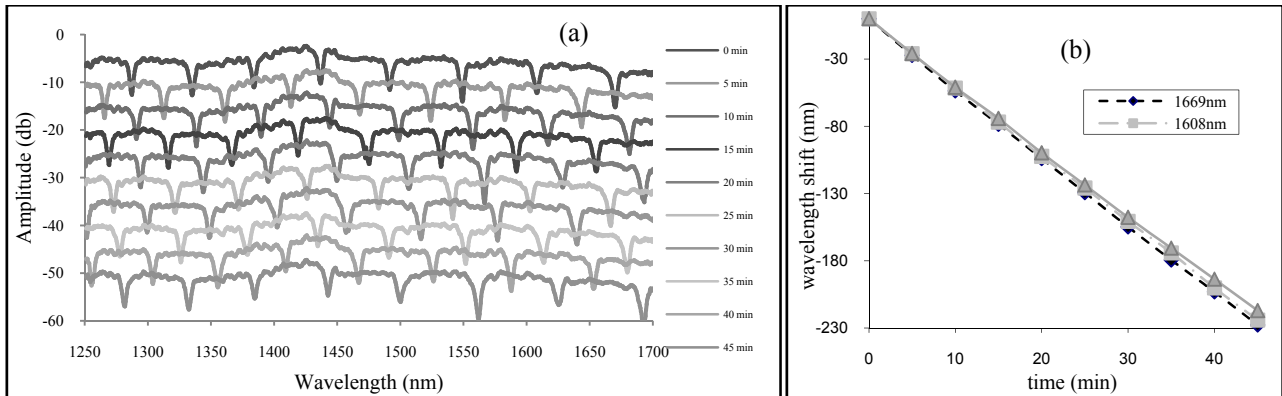 (a)
0
-10
-20
-30
-40
-50
-60
Amplitude (db)
1250 1300 1350 1400 1450 1500 1550 1600 1650 1700
Wavelength (nm)
0 min
5 min
10 min
15 min
20 min
25 min
30 min
35 min
40 min
45 min
(b)
-30
-80
-130
-180
-230
wavelength shift (nm)
1669nm
1608nm
0 10 20 30 40
time (min)